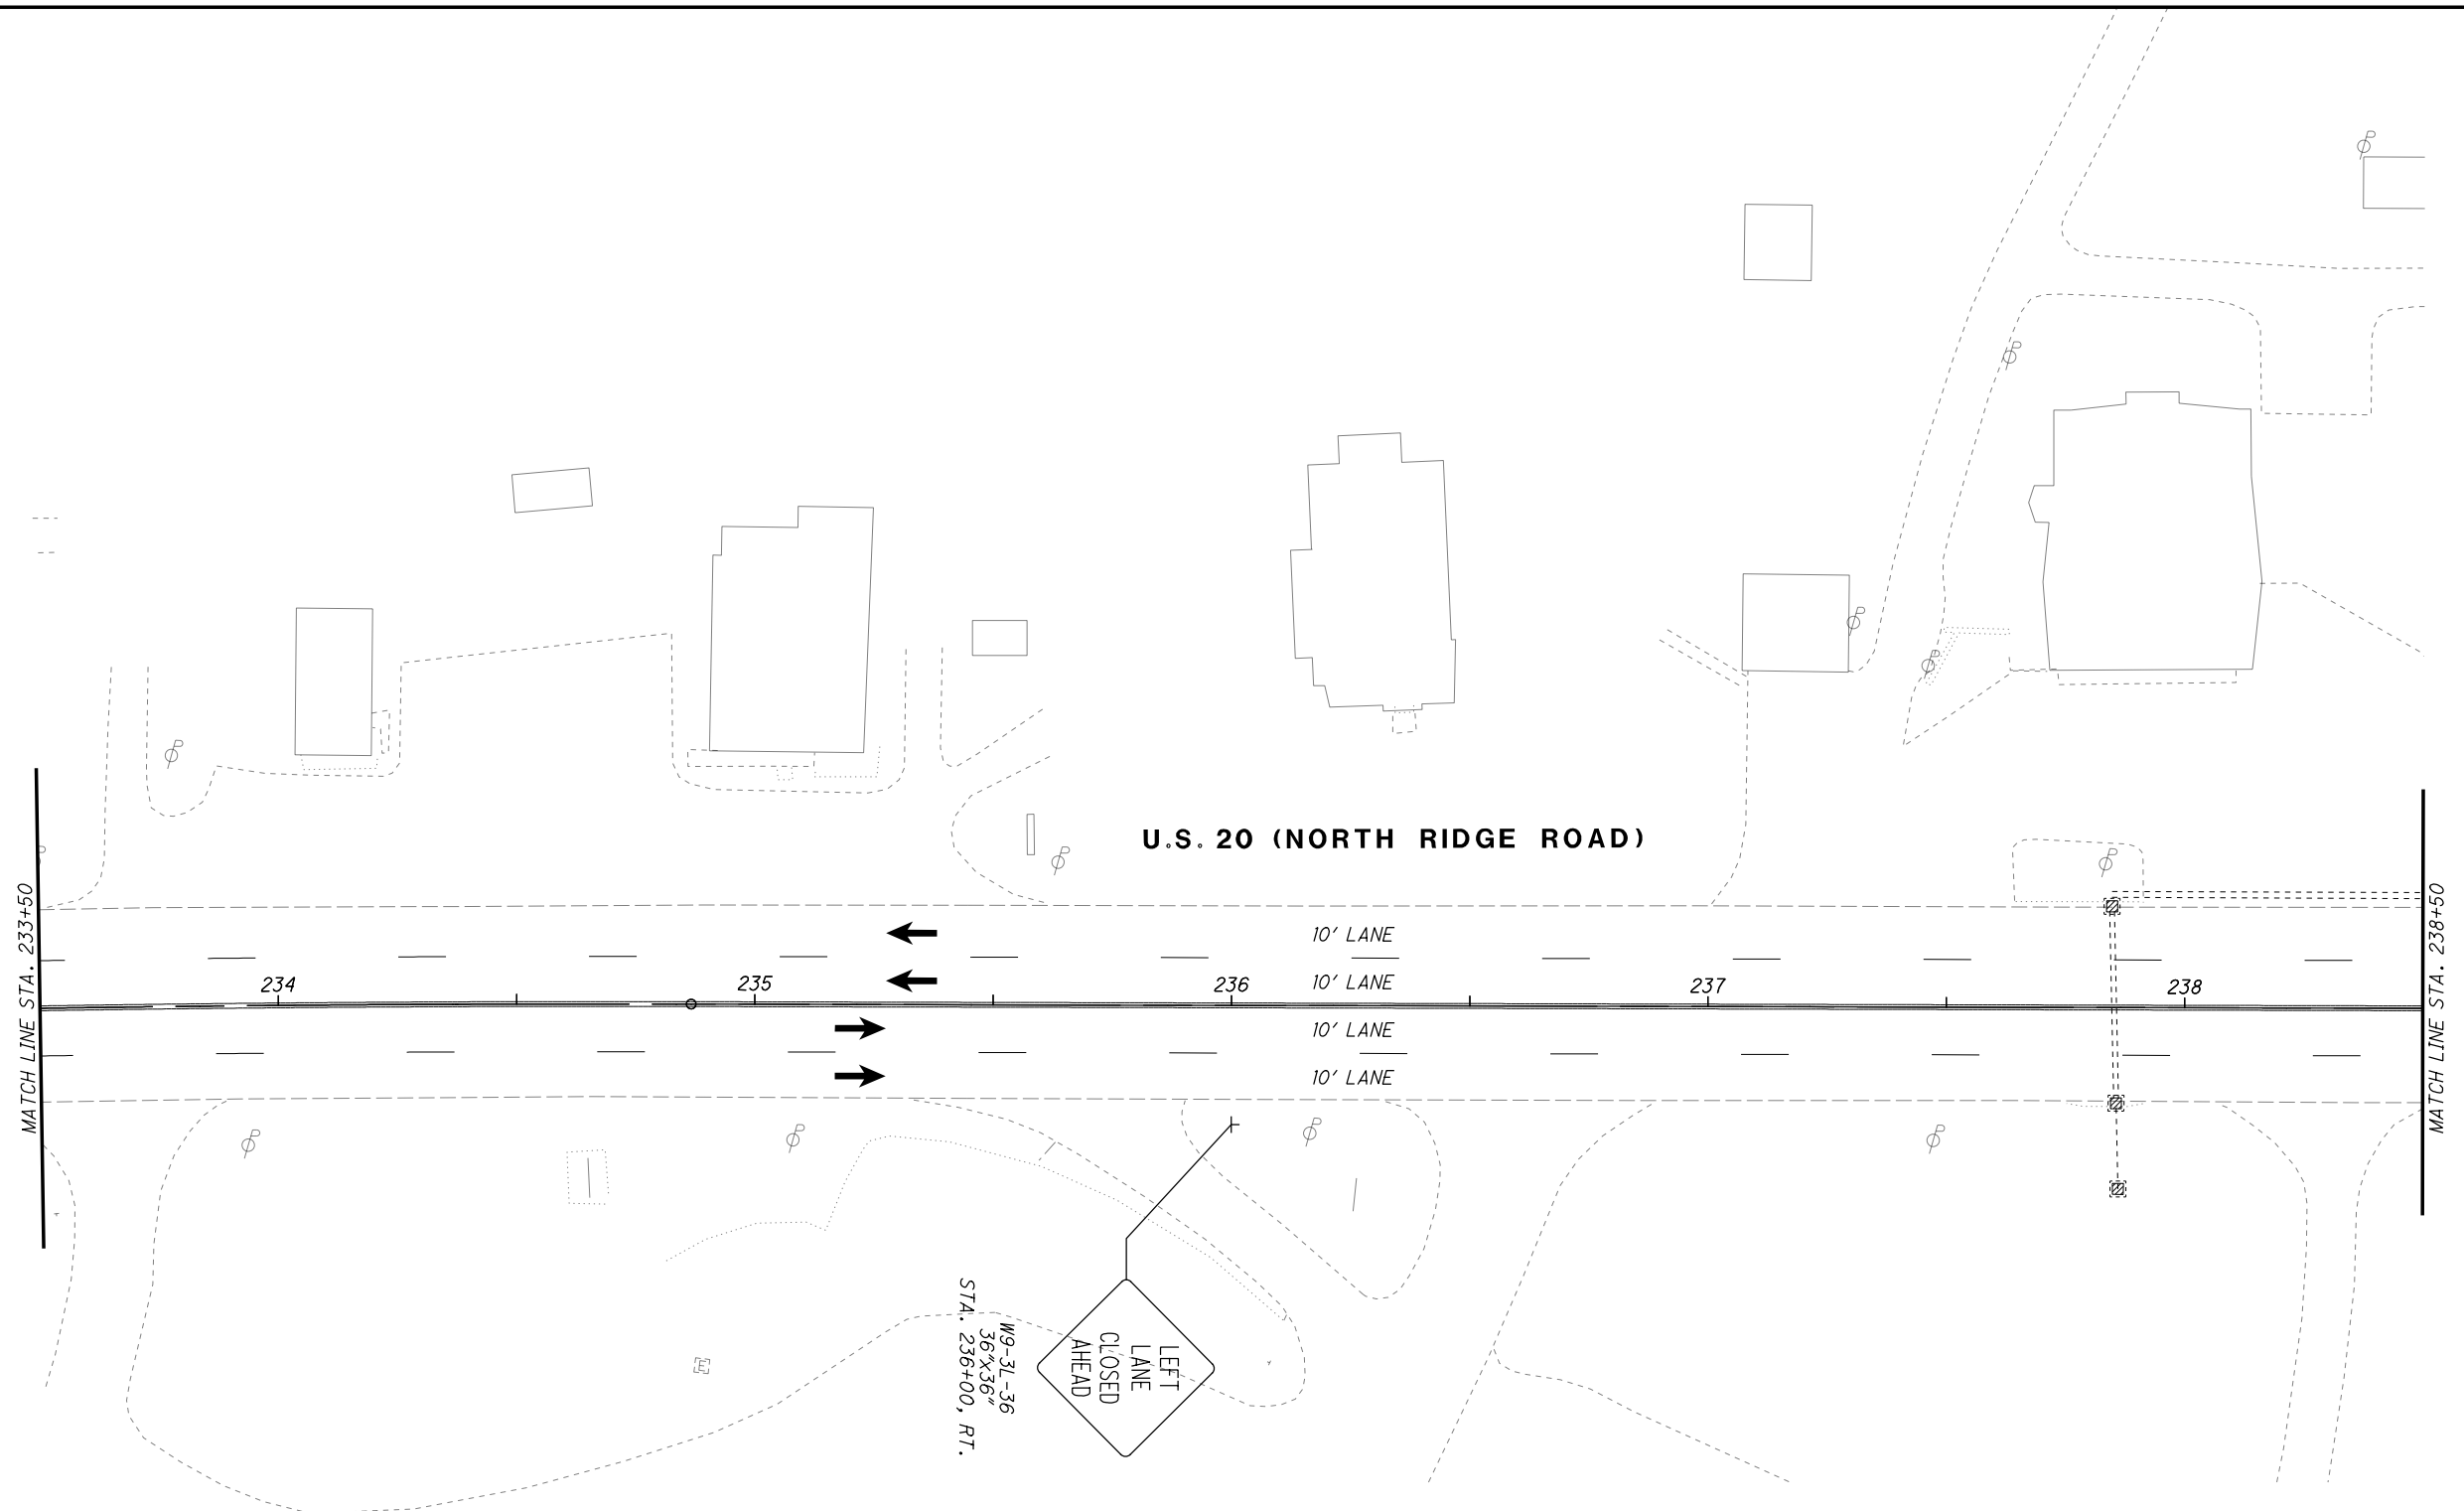 U.S. 20 (NORTH RIDGE ROAD)
MATCH LINE STA. 233+50
MATCH LINE STA. 238+50
10' LANE
10' LANE
234
235
236
237
238
10' LANE
10' LANE
LEFT
LANE
CLOSED
AHEAD
W9-3L-36
36"x36"
STA. 236+00, RT.
E